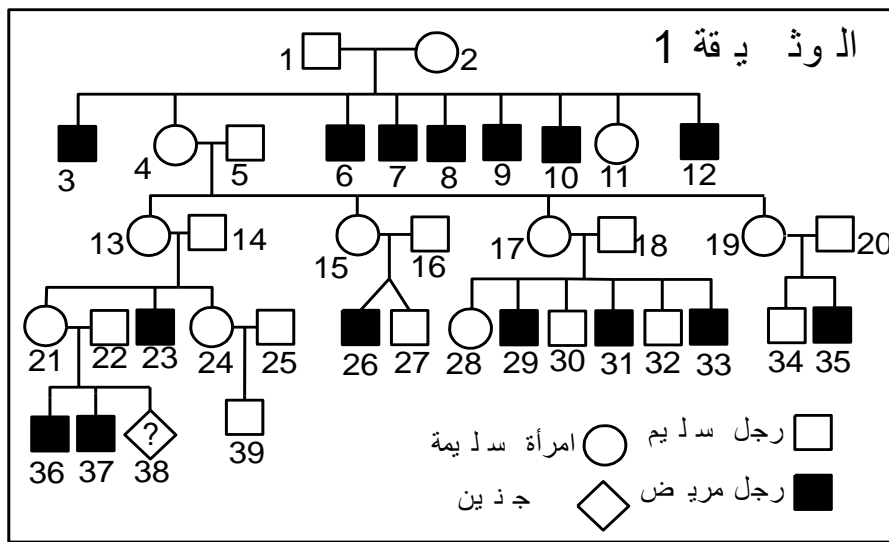 الوثيقة 1
1 2
3 4 5 6 7 8 9 10 11 12
13 14 15 16 17 18 19 20
21 22 23 24 25 26 27 28 29 30 31 32 33 34 35
?
36 37 38 39
امرأة سليمة رجل سليم
جنين رجل مريض